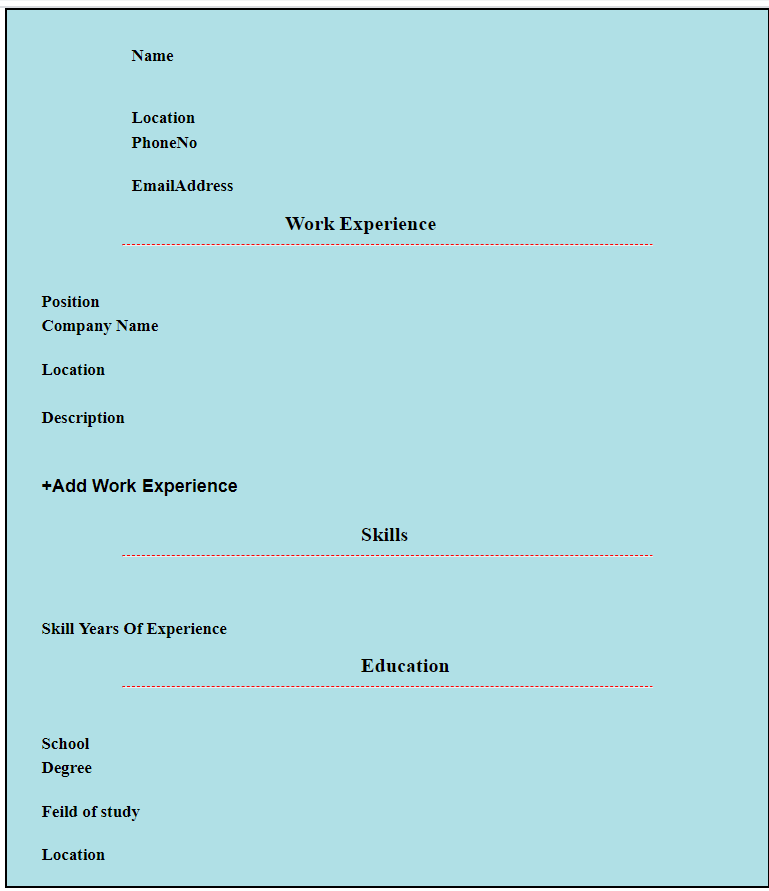 Name
Location
PhoneNo
EmailAddress
Work Experience
Position
Company Name
Location
Description
+Add Work Experience
Skills
Skill Years Of Experience
Education
School
Degree
Feild of study
Location